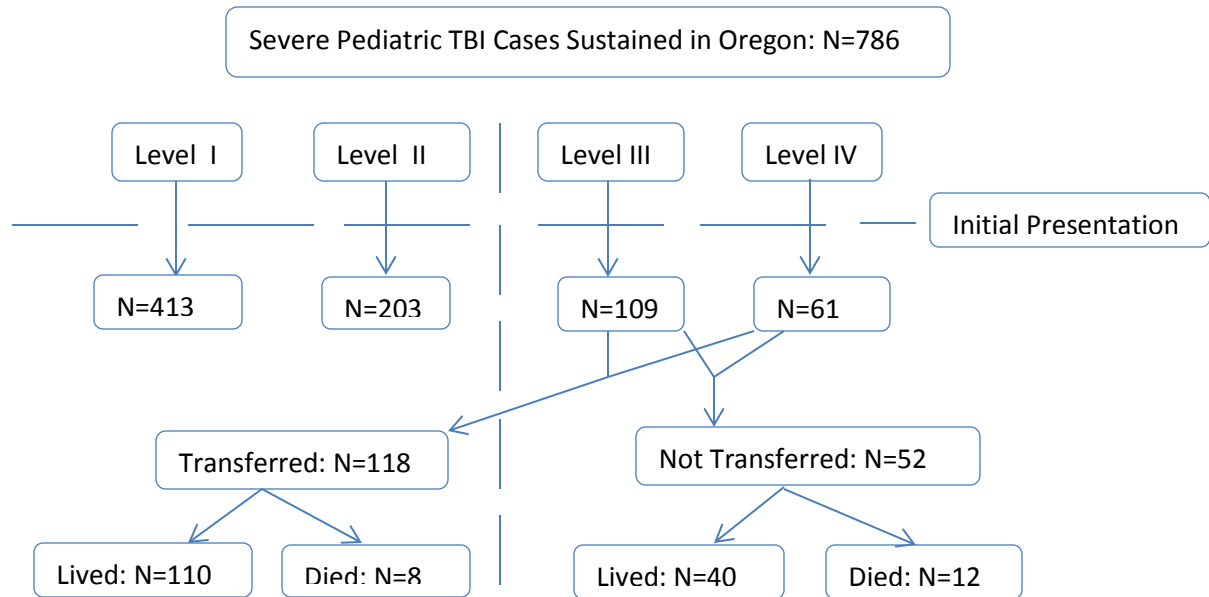 Severe Pediatric TBI Cases Sustained in Oregon: N=786
Level I
Level II
Level III
Level IV
Initial Presentation
N=413
N=203
N=109
N=61
Transferred: N=118
Not Transferred: N=52
Lived: N=110
Died: N=8
Lived: N=40
Died: N=12